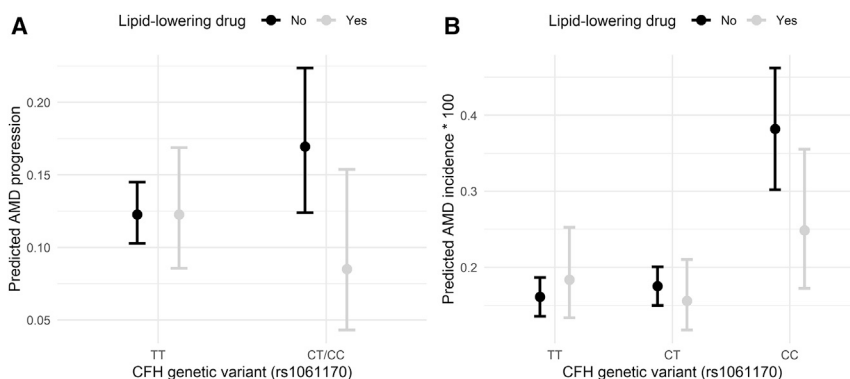 A
Lipid-lowering drug No Yes
Predicted AMD progression
0.20
0.15
0.10
0.05
TT CT/CC
CFH genetic variant (rs1061170)
B
Lipid-lowering drug No Yes
Predicted AMD incidence * 100
0.4
0.3
0.2
TT CT CC
CFH genetic variant (rs1061170)